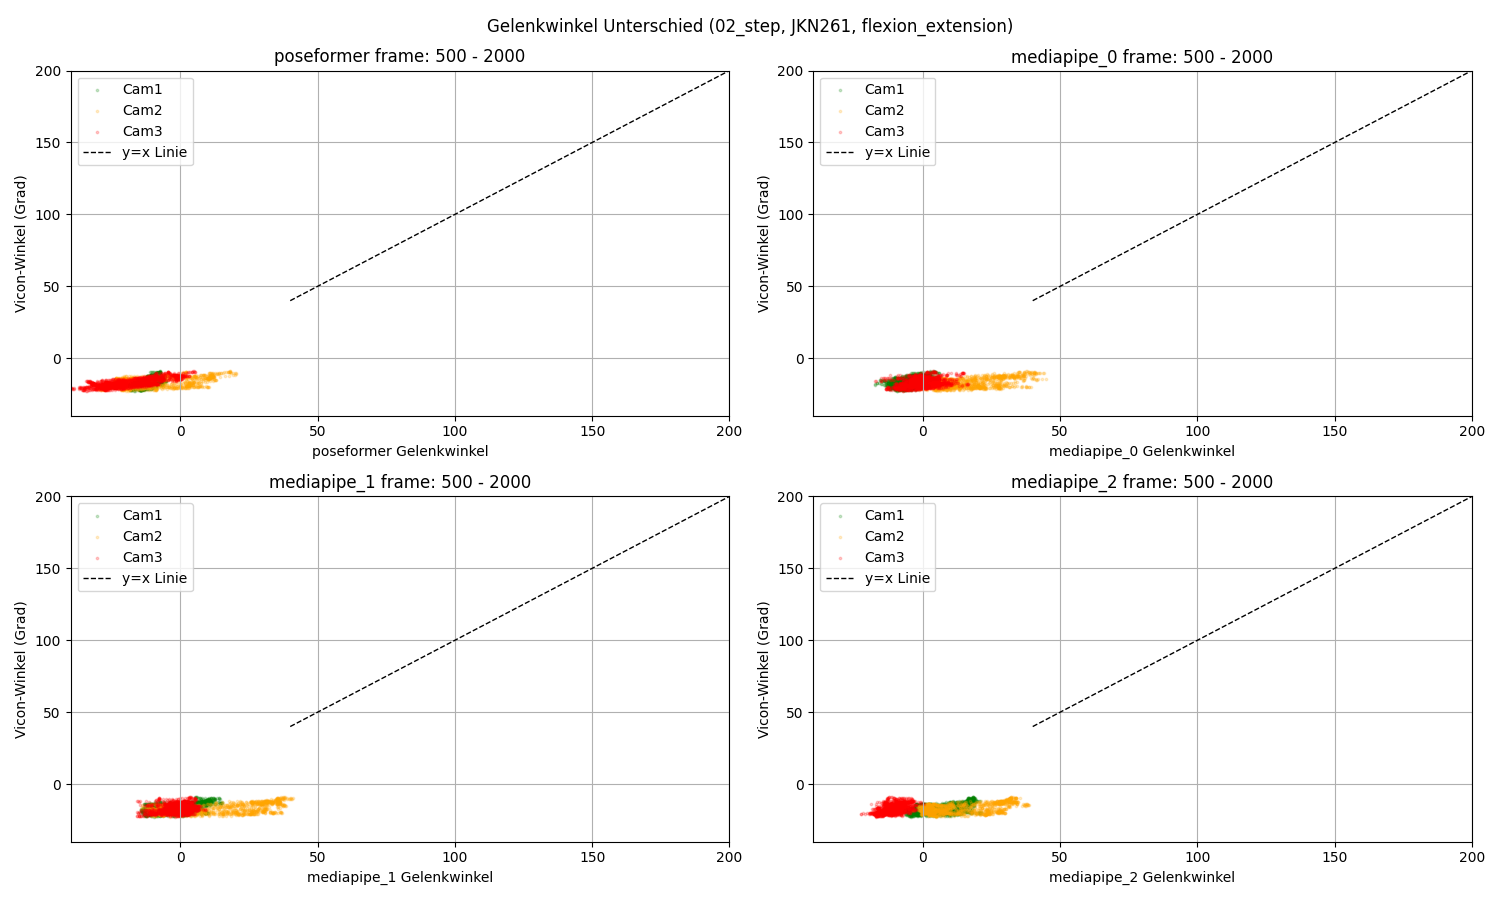 Gelenkwinkel Unterschied (02_step, JKN261, flexion_extension)
poseformer frame: 500 - 2000
Cam1
Cam2
Cam3
y=x Linie
Vicon-Winkel (Grad)
200
150
100
50
0
0 50 100 150 200
poseformer Gelenkwinkel
mediapipe_0 frame: 500 - 2000
Cam1
Cam2
Cam3
y=x Linie
Vicon-Winkel (Grad)
200
150
100
50
0
0 50 100 150 200
mediapipe_0 Gelenkwinkel
mediapipe_1 frame: 500 - 2000
Cam1
Cam2
Cam3
y=x Linie
Vicon-Winkel (Grad)
200
150
100
50
0
0 50 100 150 200
mediapipe_1 Gelenkwinkel
mediapipe_2 frame: 500 - 2000
Cam1
Cam2
Cam3
y=x Linie
Vicon-Winkel (Grad)
200
150
100
50
0
0 50 100 150 200
mediapipe_2 Gelenkwinkel